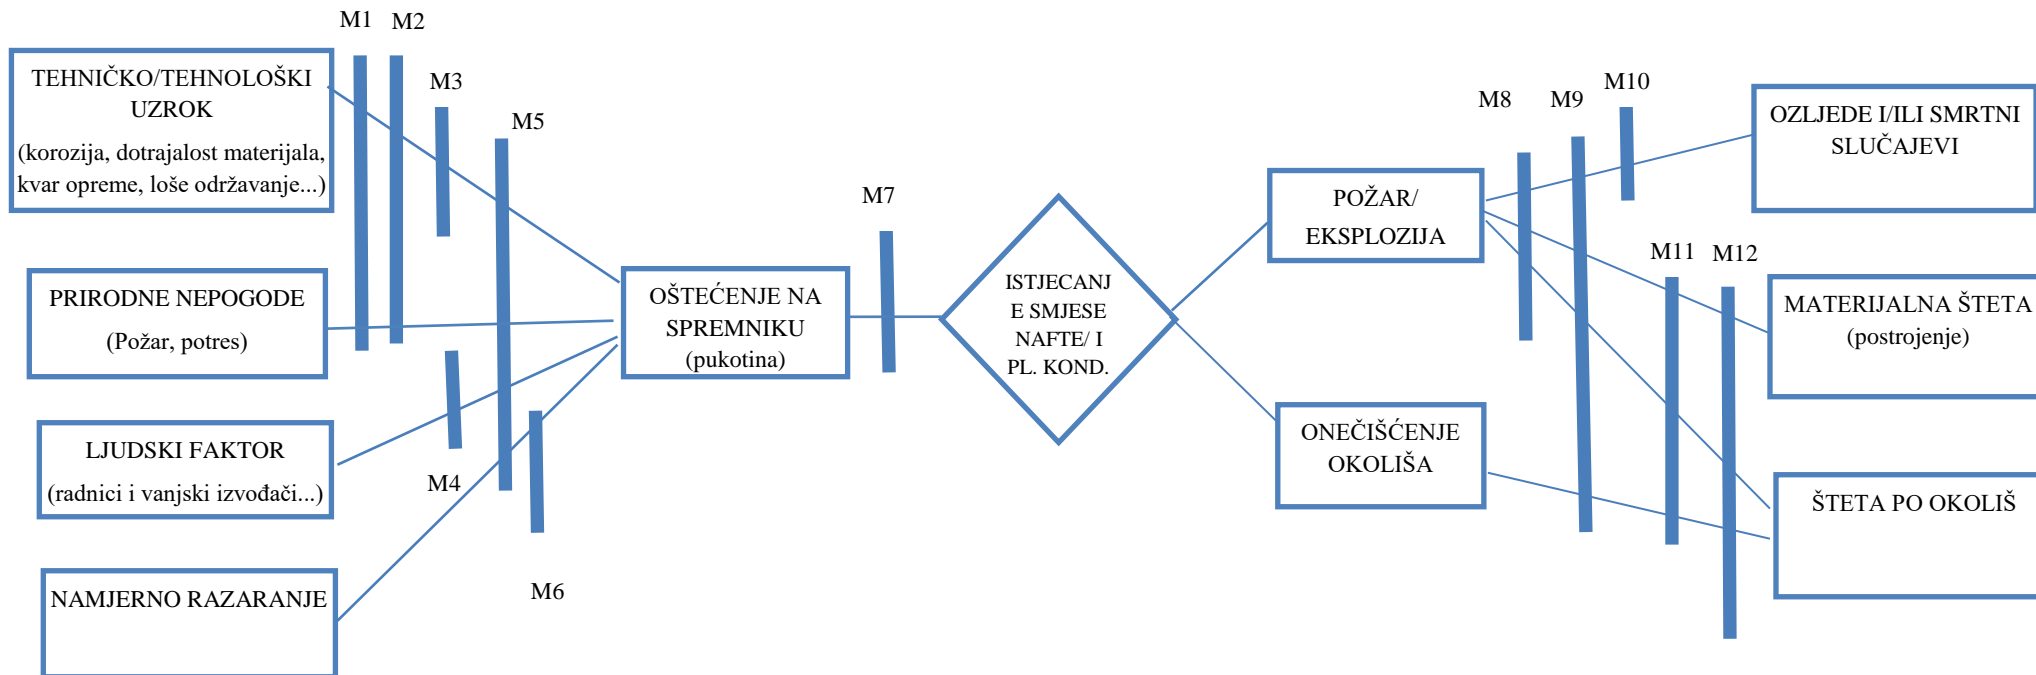 M1
M2
TEHNIČKO/TEHNOLOŠKI
UZROK
(korozija, dotrajalost materijala,
kvar opreme, loše održavanje...)
M3
M5
PRIRODNE NEPOGODE
(Požar, potres)
LJUDSKI FAKTOR
(radnici i vanjski izvođači...)
M4
NAMJERNO RAZARANJE
M6
OŠTEĆENJE NA
SPREMNIKU
(pukotina)
M7
ISTJECANJ
E SMJESE
NAFTE/ I
PL. KOND.
POŽAR/
EKSPLOZIJA
ONEČIŠĆENJE
OKOLIŠA
M8
M9
M10
M11
M12
OZLJEDE I/ILI SMRTNI
SLUČAJEVI
MATERIJALNA ŠTETA
(postrojenje)
ŠTETA PO OKOLIŠ